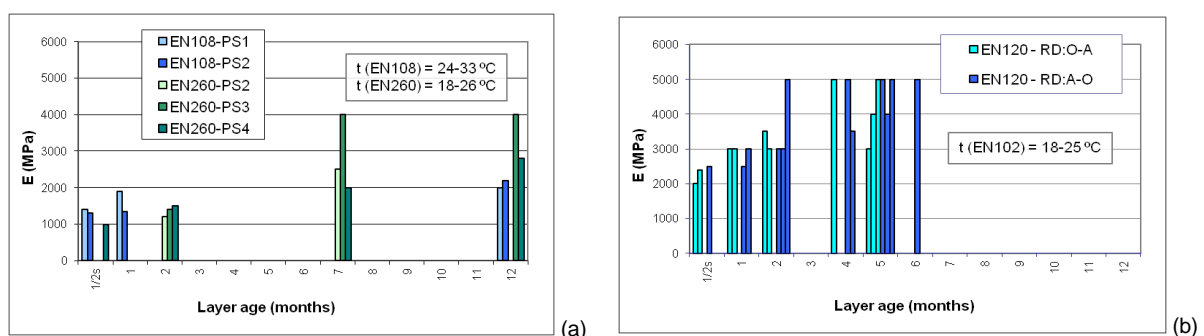 EN108-PS1
EN108-PS2
EN260-PS2
EN260-PS3
EN260-PS4
t (EN108) = 24-33 ºC
t (EN260) = 18-26 ºC
E (MPa)
6000
5000
4000
3000
2000
1000
0
1/2s
1
2
3
4
5
6
7
8
9
10
11
12
Layer age (months)
(a)
EN120 - RD:O-A
EN120 - RD:A-O
t (EN102) = 18-25 ºC
E (MPa)
6000
5000
4000
3000
2000
1000
0
1/2s
1
2
3
4
5
6
7
8
9
10
11
12
Layer age (months)
(b)